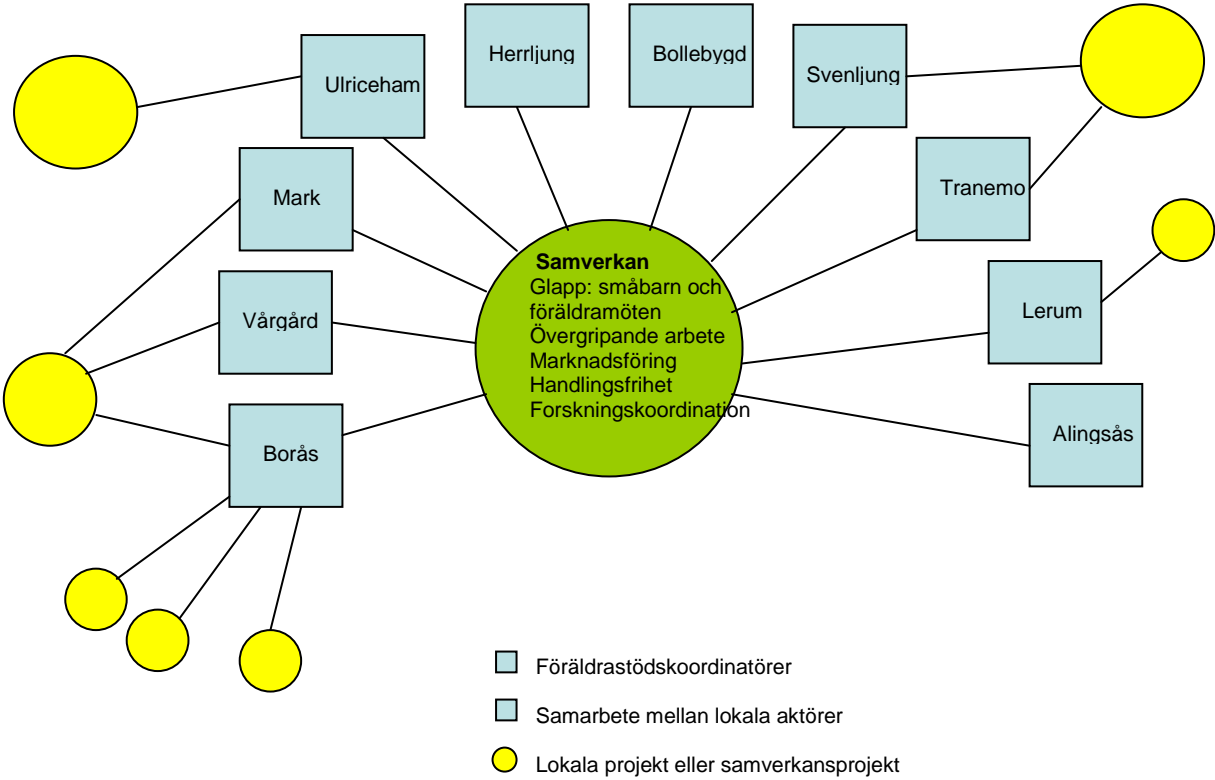 Herrljung
Bollebygd
Ulriceham
Svenljung
Mark
Tranemo
Samverkan
Glapp: småbarn och
föräldramöten
Övergripande arbete
Marknadsföring
Handlingsfrihet
Forskningskoordination
Vårgård
Lerum
Borås
Alingsås
Föräldrastödskoordinatörer
Samarbete mellan lokala aktörer
Lokala projekt eller samverkansprojekt